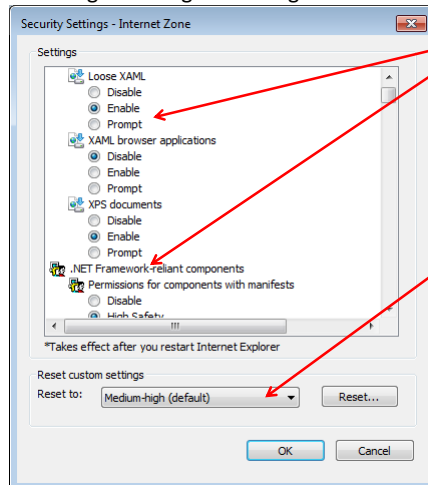 Security Settings - Internet Zone
Settings
Loose XAML
Disable
Enable
Prompt
XAML browser applications
Disable
Enable
Prompt
XPS documents
Disable
Enable
Prompt
.NET Framework-reliant components
Permissions for components with manifests
Disable
High Safety
*Takes effect after you restart Internet Explorer
Reset custom settings
Reset to: Medium-high (default) Reset...
OK Cancel